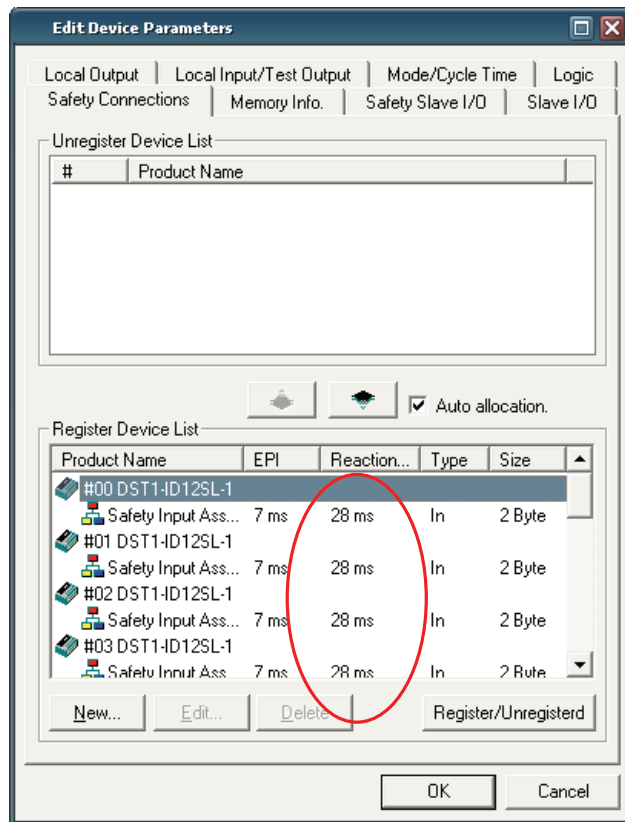 Edit Device Parameters
Local Output Local Input/Test Output Mode/Cycle Time Logic
Safety Connections Memory Info. Safety Slave I/O Slave I/O
Unregister Device List
# Product Name
Auto allocation.
Register Device List
Product Name EPI Reaction... Type Size
#00 DST1-ID12SL-1
Safety Input Ass... 7 ms 28 ms In 2 Byte
#01 DST1-ID12SL-1
Safety Input Ass... 7 ms 28 ms In 2 Byte
#02 DST1-ID12SL-1
Safety Input Ass... 7 ms 28 ms In 2 Byte
#03 DST1-ID12SL-1
Safety Input Ass... 7 ms 28 ms In 2 Byte
New... Edit... Delete Register/Unregisterd
OK Cancel